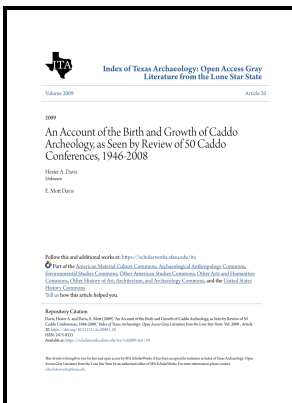 ITA
Index of Texas Archaeology: Open Access Gray
Literature from the Lone Star State
Volume 2009
Article 20
2009
An Account of the Birth and Growth of Caddo
Archeology, as Seen by Review of 50 Caddo
Conferences, 1946-2008
Hester A. Davis
Unknown
E. Mott Davis
Follow this and additional works at: https://scholarworks.sfasu.edu/ita
Part of the American Material Culture Commons, Archaeological Anthropology Commons,
Environmental Studies Commons, Other American Studies Commons, Other Arts and Humanities
Commons, Other History of Art, Architecture, and Archaeology Commons, and the United States
History Commons
Tell us how this article helped you.
Repository Citation
Davis, Hester A. and Davis, E. Mott (2009) "An Account of the Birth and Growth of Caddo Archeology, as Seen by Review of 50
Caddo Conferences, 1946-2008," Index of Texas Archaeology: Open Access Gray Literature from the Lone Star State: Vol. 2009, Article
20.
ISSN: 2475-9333
Available at: https://scholarworks.sfasu.edu/ita/vol2009/iss1/20
This Article is brought to you for free and open access by SFA ScholarWorks. It has been accepted for inclusion in Index of Texas Archaeology: Open
Access Gray Literature from the Lone Star State by an authorized editor of SFA ScholarWorks. For more information, please contact